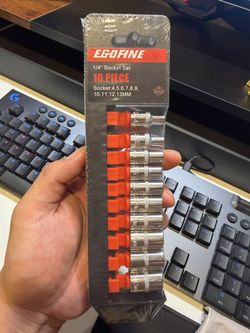 EGOFINE
1/4" Socket Set
10 PIECE
Socket:4,5,6,7,8,9,
10,11,12,13MM